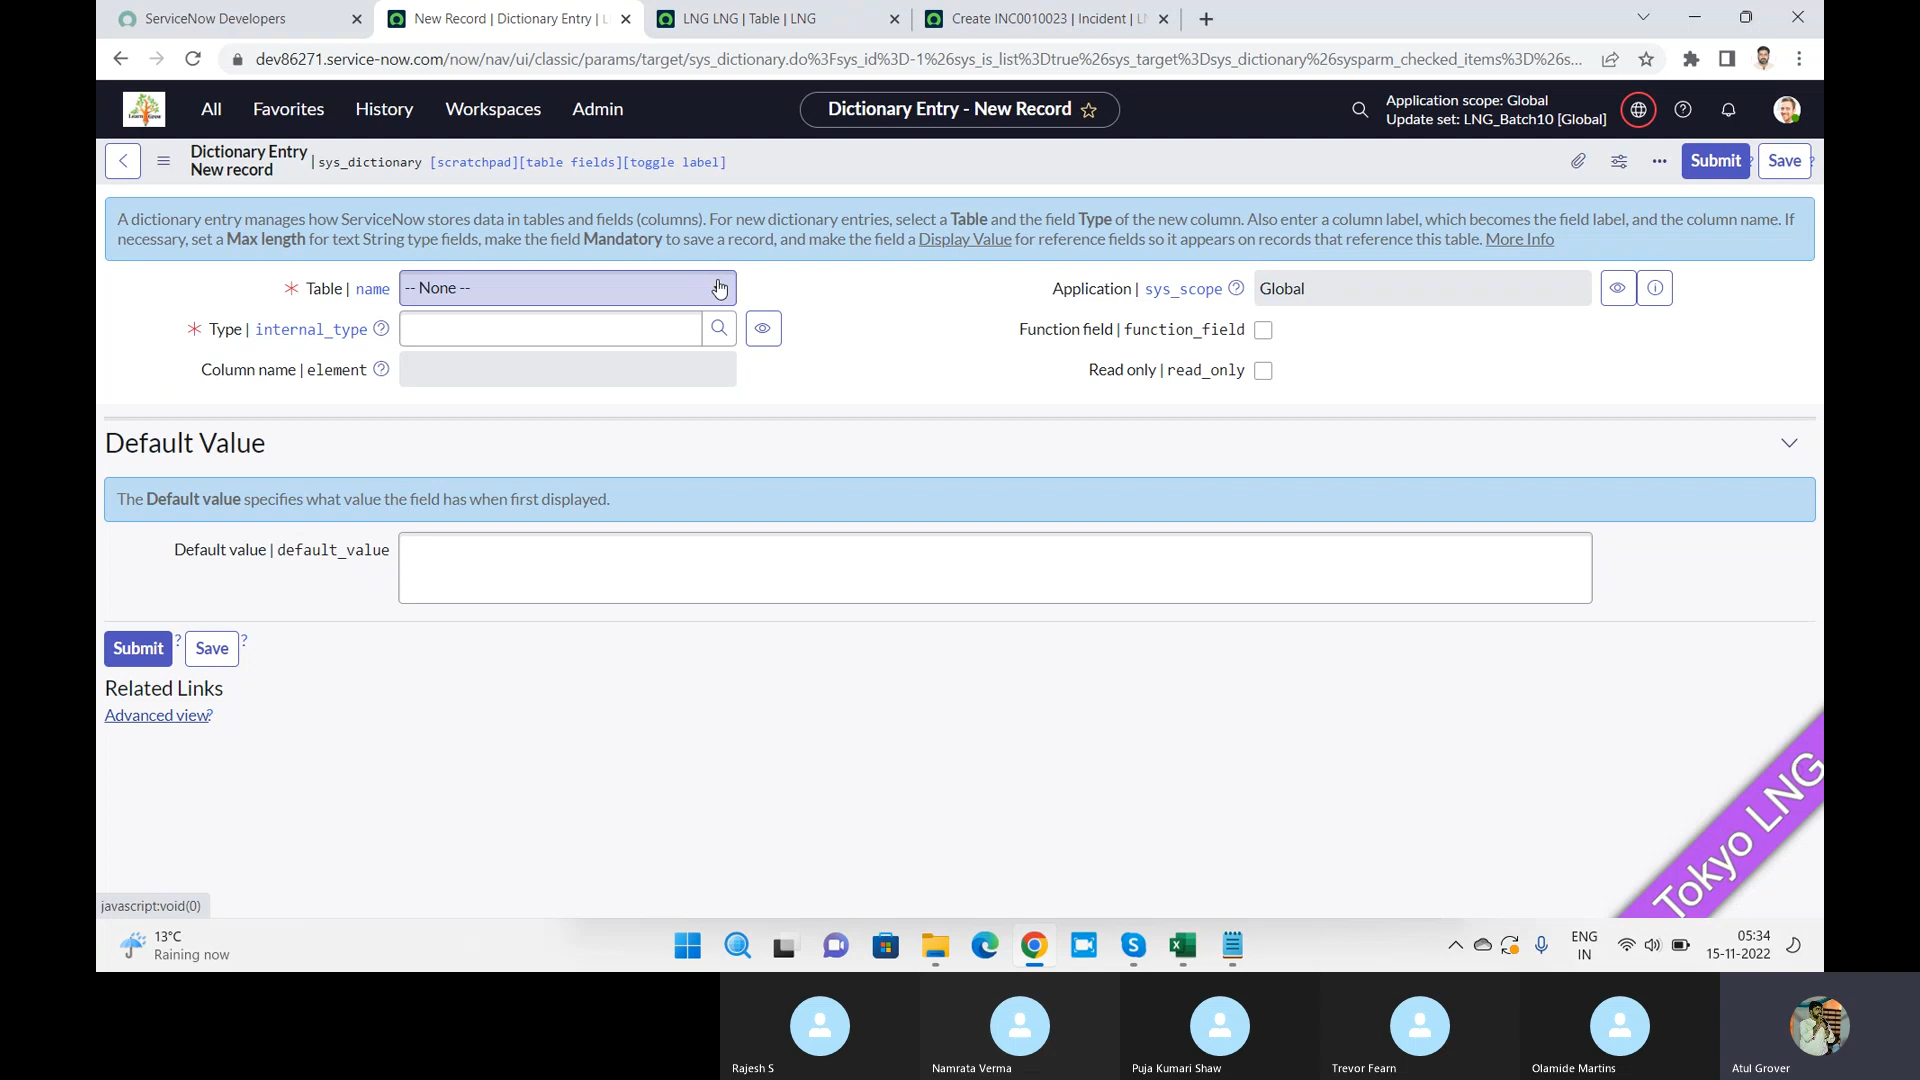 ServiceNow Developers
New Record | Dictionary Entry | L
LNG LNG | Table | LNG
Create INC0010023 | Incident | LN
dev86271.service-now.com/now/nav/ui/classic/params/target/sys_dictionary.do%3Fsys_id%3D-1%26sys_is_list%3Dtrue%26sys_target%3Dsys_dictionary%26sysparm_checked_items%3D%26s...
All
Favorites
History
Workspaces
Admin
Dictionary Entry - New Record
Application scope: Global
Update set: LNG_Batch10 [Global]
Dictionary Entry
New record
|sys_dictionary [scratchpad][table fields][toggle label]
Submit ?
Save ?
A dictionary entry manages how ServiceNow stores data in tables and fields (columns). For new dictionary entries, select a Table and the field Type of the new column. Also enter a column label, which becomes the field label, and the column name. If
necessary, set a Max length for text String type fields, make the field Mandatory to save a record, and make the field a Display Value for reference fields so it appears on records that reference this table. More Info
Table | name
-- None --
Application | sys_scope
Global
Type | internal_type
Function field | function_field
Column name | element
Read only | read_only
Default Value
The Default value specifies what value the field has when first displayed.
Default value | default_value
Submit ?
Save ?
Related Links
Advanced view?
Tokyo LNG
javascript:void(0)
13°C
Raining now
ENG
IN
05:34
15-11-2022
Rajesh S
Namrata Verma
Puja Kumari Shaw
Trevor Fearn
Olamide Martins
Atul Grover